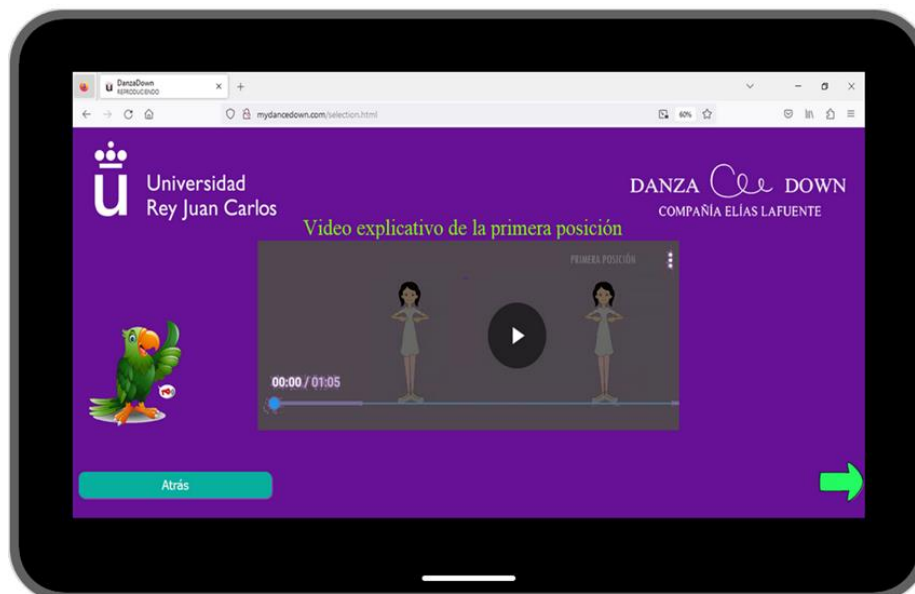 DanzaDown
REPRODUCIENDO
mydancedown.com/selection.html
60%
Universidad
Rey Juan Carlos
DANZA DOWN
COMPAÑÍA ELÍAS LAFUENTE
Video explicativo de la primera posición
PRIMERA POSICIÓN
00:00 / 01:05
Atrás